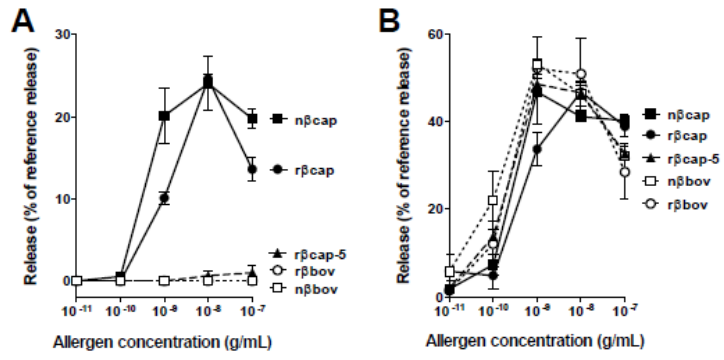 A
B
Release (% of reference release)
30
20
10
0
10⁻¹¹ 10⁻¹⁰ 10⁻⁹ 10⁻⁸ 10⁻⁷
Allergen concentration (g/mL)
nβcap
rβcap
rβcap-5
rβbov
nβbov
Release (% of reference release)
60
40
20
0
10⁻¹¹ 10⁻¹⁰ 10⁻⁹ 10⁻⁸ 10⁻⁷
Allergen concentration (g/mL)
nβcap
rβcap
rβcap-5
nβbov
rβbov